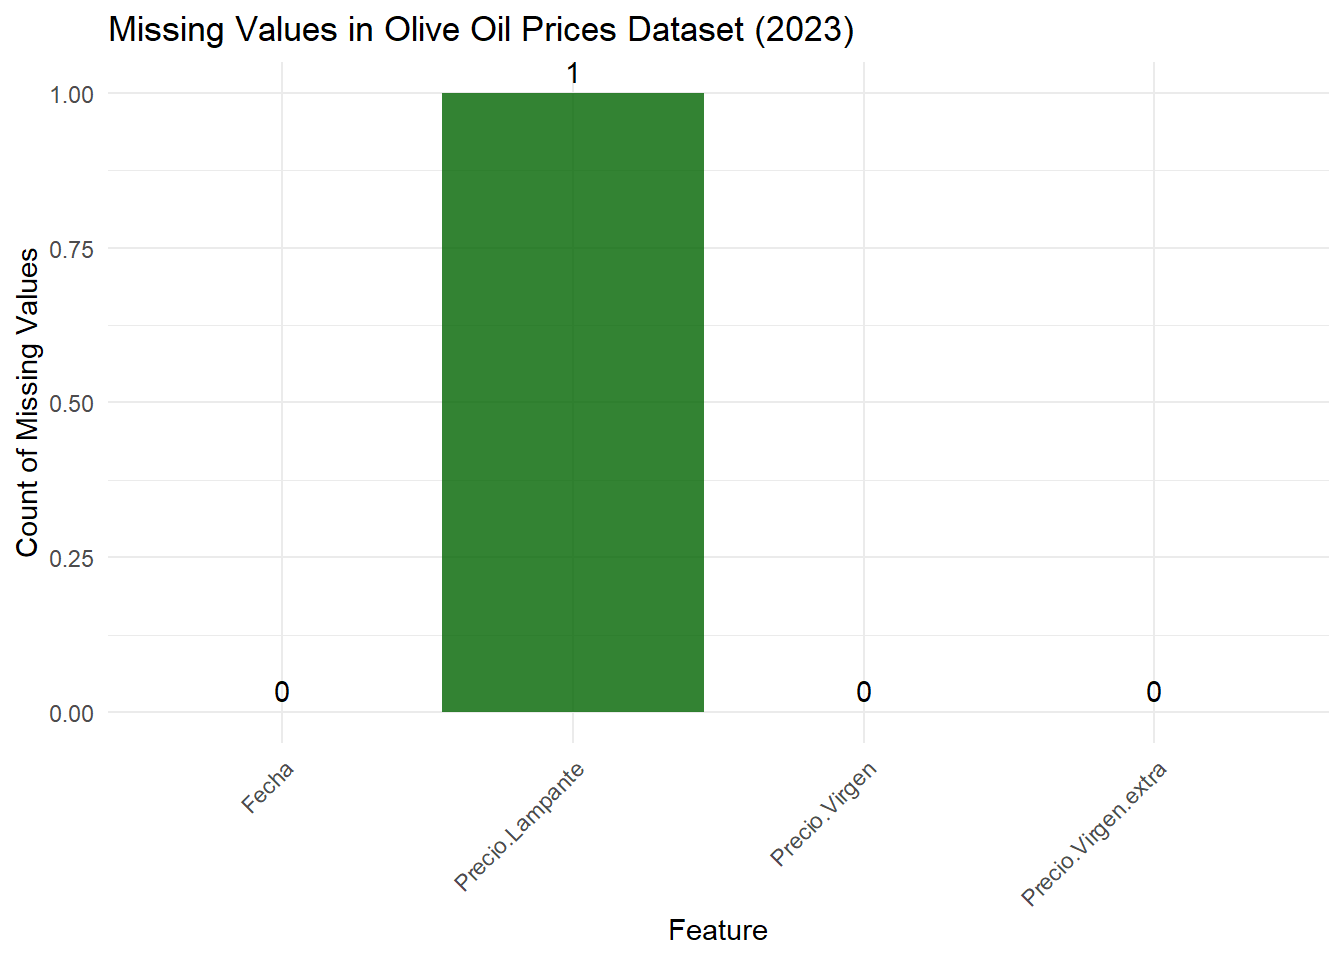 Missing Values in Olive Oil Prices Dataset (2023)
1
1.00
0.75
0.50
0.25
0.00
Count of Missing Values
0
0
0
Fecha
Precio.Lampante
Precio.Virgen
Precio.Virgen.extra
Feature